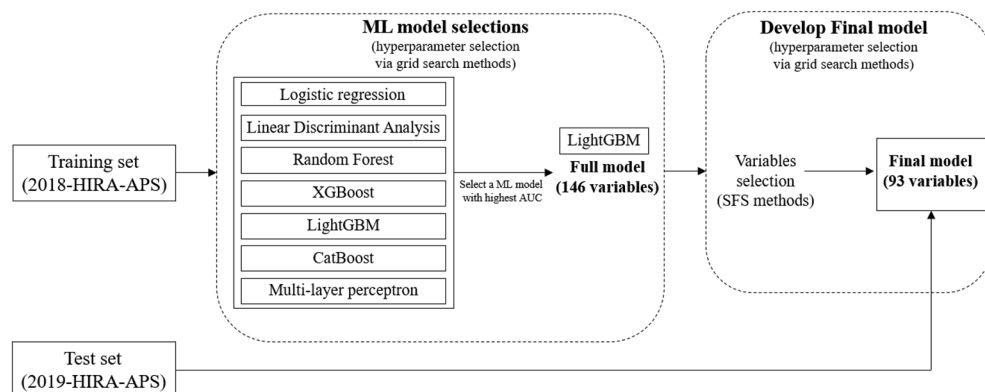 ML model selections
(hyperparameter selection
via grid search methods)
Logistic regression
Linear Discriminant Analysis
Random Forest
XGBoost
LightGBM
CatBoost
Multi-layer perceptron
Training set
(2018-HIRA-APS)
Select a ML model
with highest AUC
LightGBM
Full model
(146 variables)
Develop Final model
(hyperparameter selection
via grid search methods)
Variables
selection
(SFS methods)
Final model
(93 variables)
Test set
(2019-HIRA-APS)